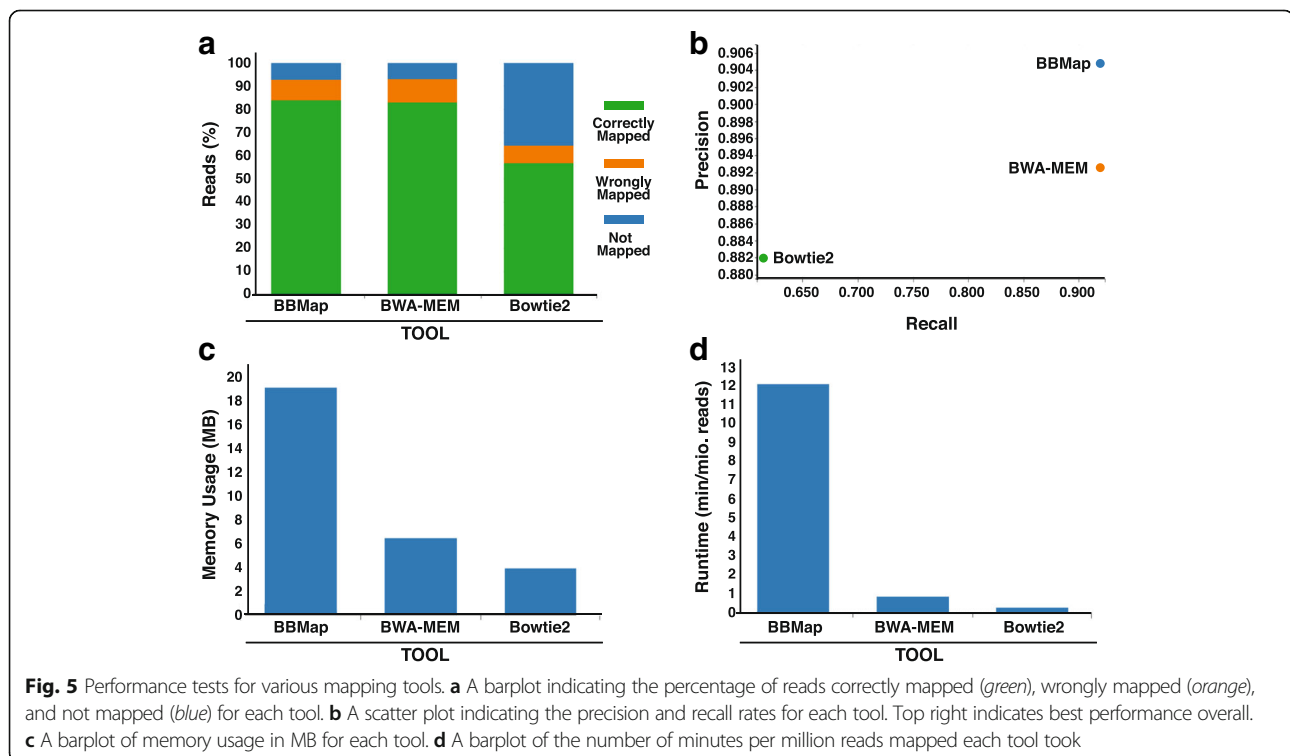 a
100
90
80
70
60
50
40
30
20
10
0
Reads (%)
BBMap BWA-MEM Bowtie2
TOOL
Correctly
Mapped
Wrongly
Mapped
Not
Mapped
b
0.906
0.904
0.902
0.900
0.898
0.896
0.894
0.892
0.890
0.888
0.886
0.884
0.882
0.880
Precision
BBMap
BWA-MEM
Bowtie2
0.650 0.700 0.750 0.800 0.850 0.900
Recall
c
20
18
16
14
12
10
8
6
4
2
0
Memory Usage (MB)
BBMap BWA-MEM Bowtie2
TOOL
d
13
12
11
10
9
8
7
6
5
4
3
2
1
0
Runtime (min/mio. reads)
BBMap BWA-MEM Bowtie2
TOOL
Fig. 5 Performance tests for various mapping tools. a A barplot indicating the percentage of reads correctly mapped (green), wrongly mapped (orange),
and not mapped (blue) for each tool. b A scatter plot indicating the precision and recall rates for each tool. Top right indicates best performance overall.
c A barplot of memory usage in MB for each tool. d A barplot of the number of minutes per million reads mapped each tool took